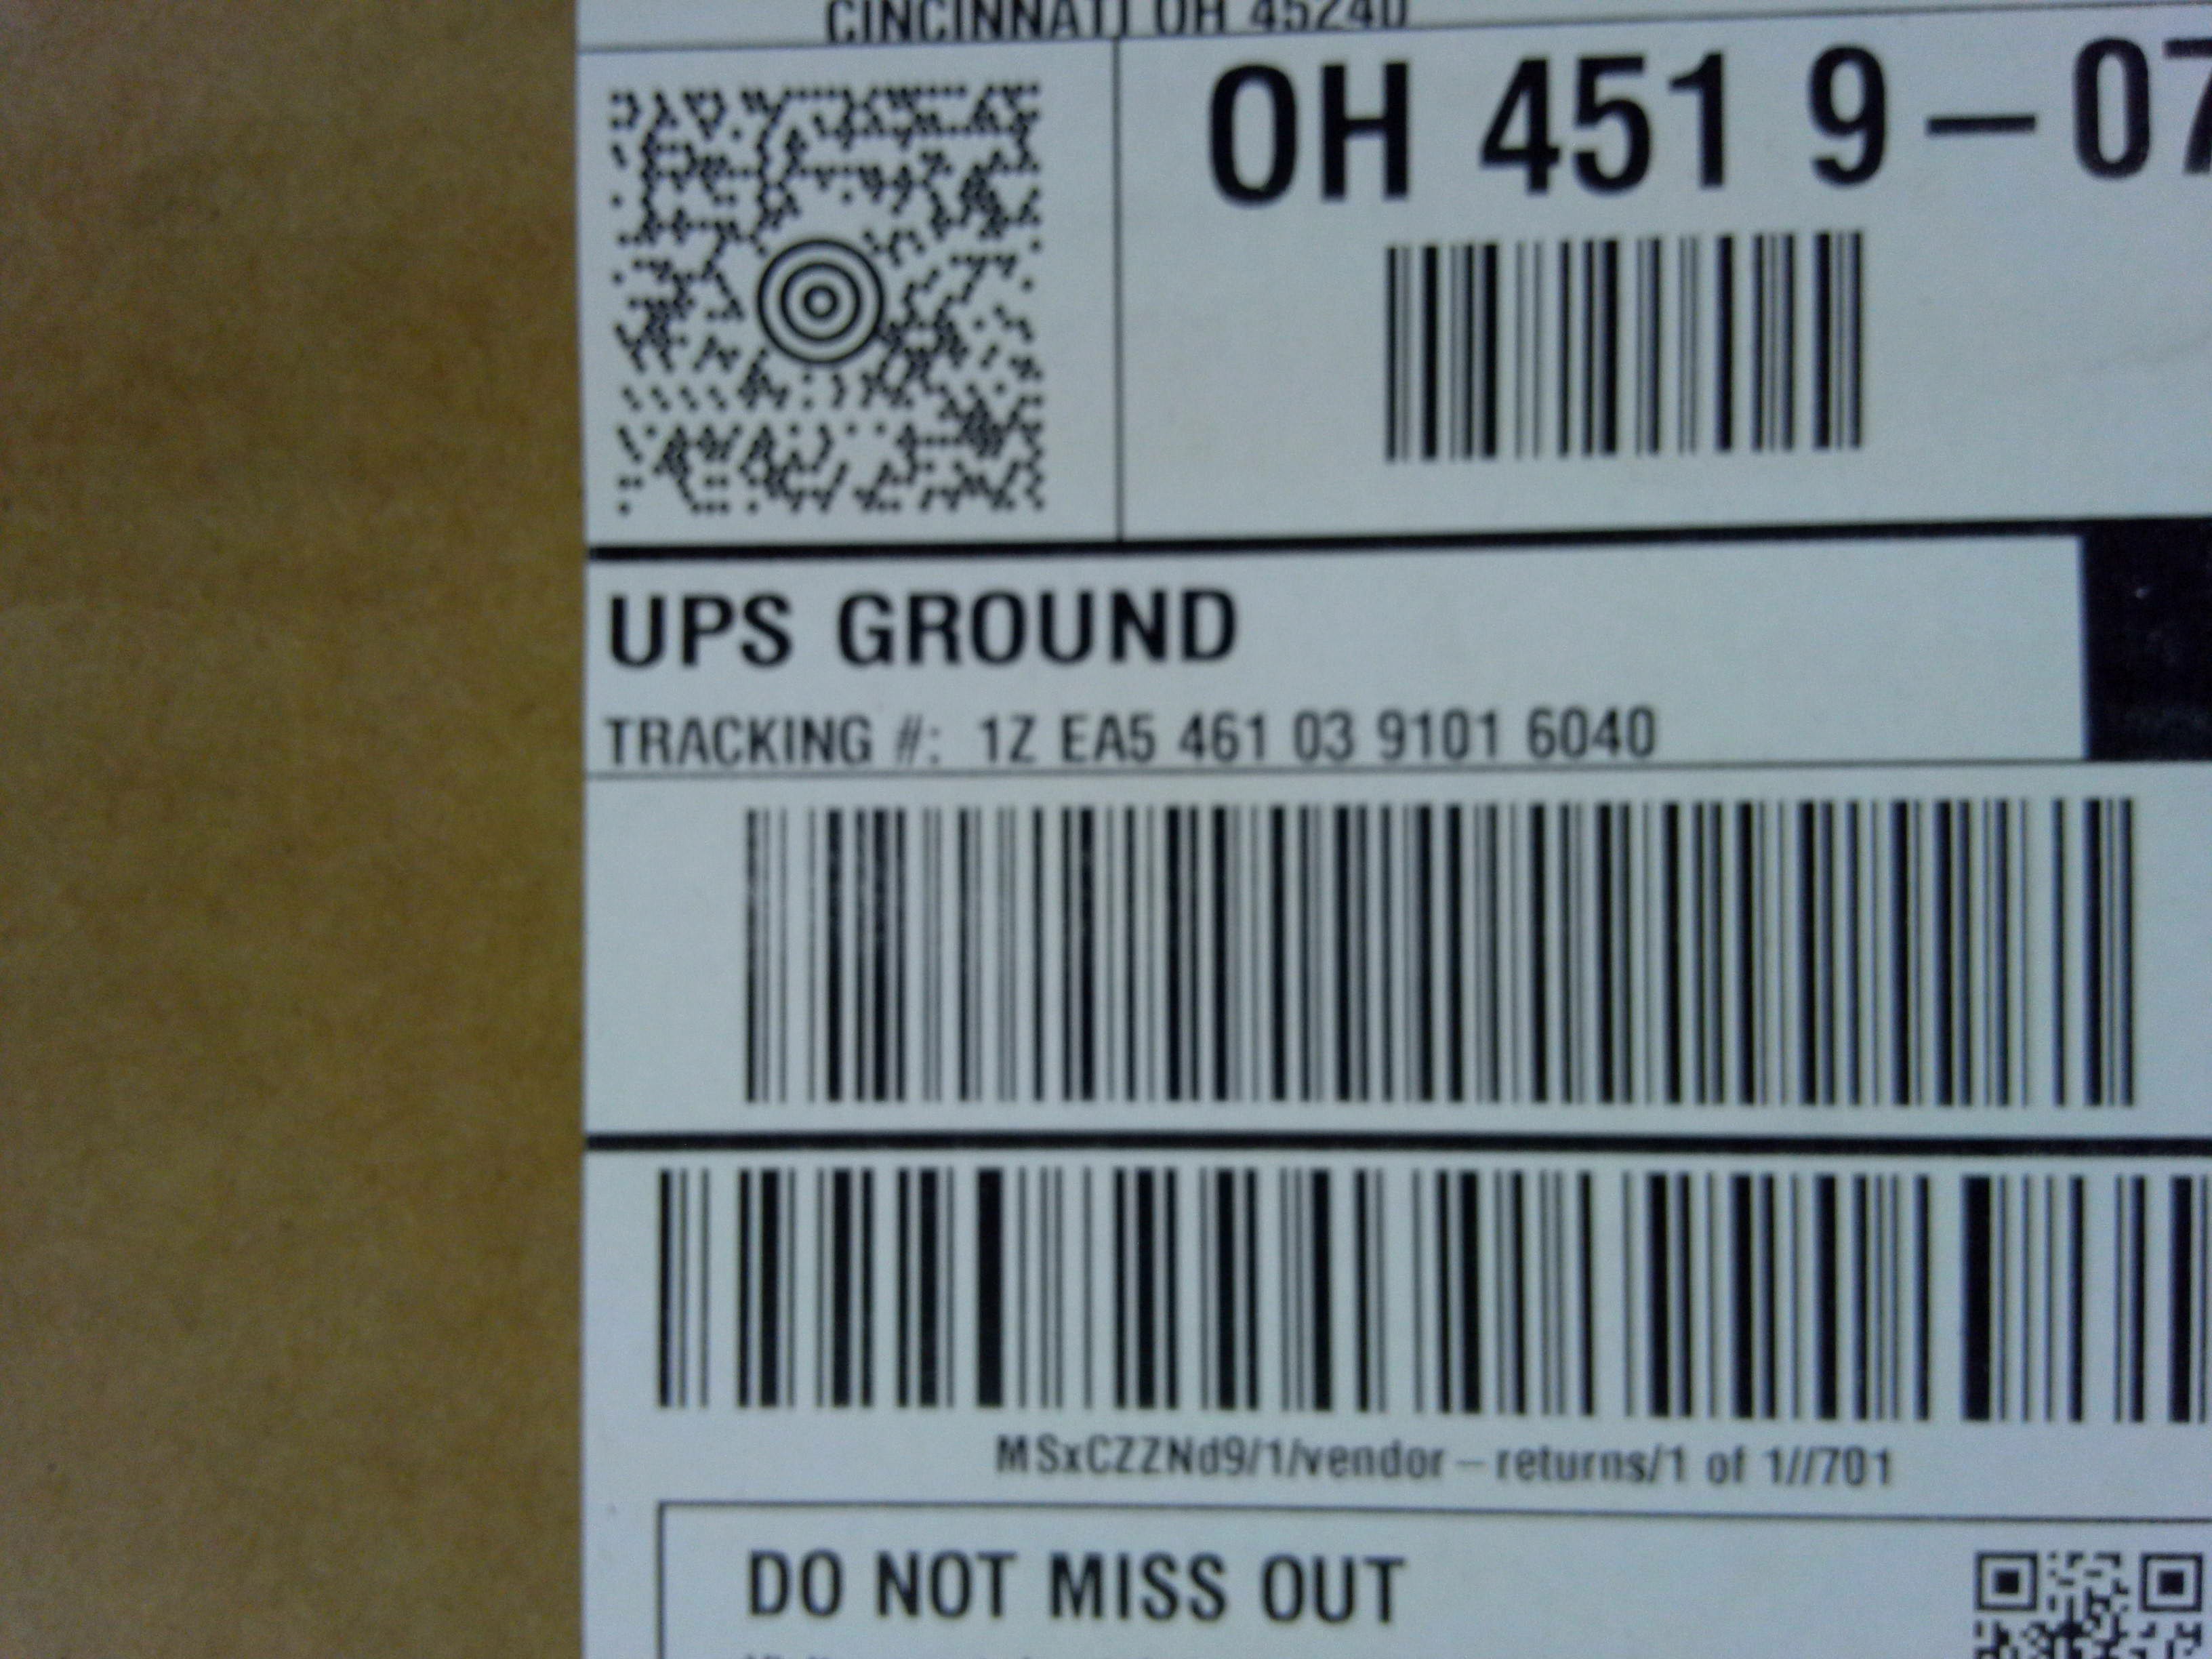 CINCINNATI OH 45240
OH 451 9-07
UPS GROUND
TRACKING #: 1Z EA5 461 03 9101 6040
MSxCZZNd9/1/vendor-returns/1 of 1//701
DO NOT MISS OUT